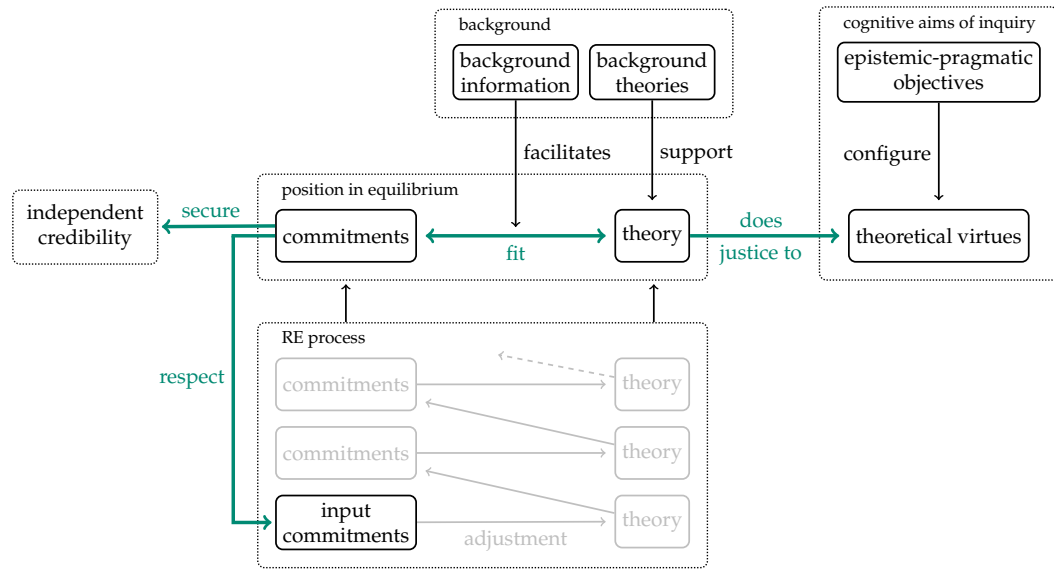 background
background
information
background
theories
cognitive aims of inquiry
epistemic-pragmatic
objectives
facilitates
support
configure
independent
credibility
secure
position in equilibrium
commitments
fit
theory
does
justice to
theoretical virtues
respect
RE process
commitments
theory
commitments
theory
input
commitments
adjustment
theory